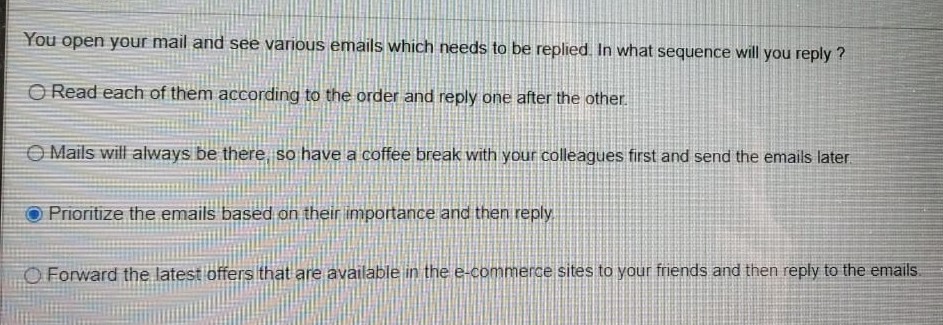 You open your mail and see various emails which needs to be replied. In what sequence will you reply ?
Read each of them according to the order and reply one after the other.
Mails will always be there, so have a coffee break with your colleagues first and send the emails later.
Prioritize the emails based on their importance and then reply.
Forward the latest offers that are available in the e-commerce sites to your friends and then reply to the emails.